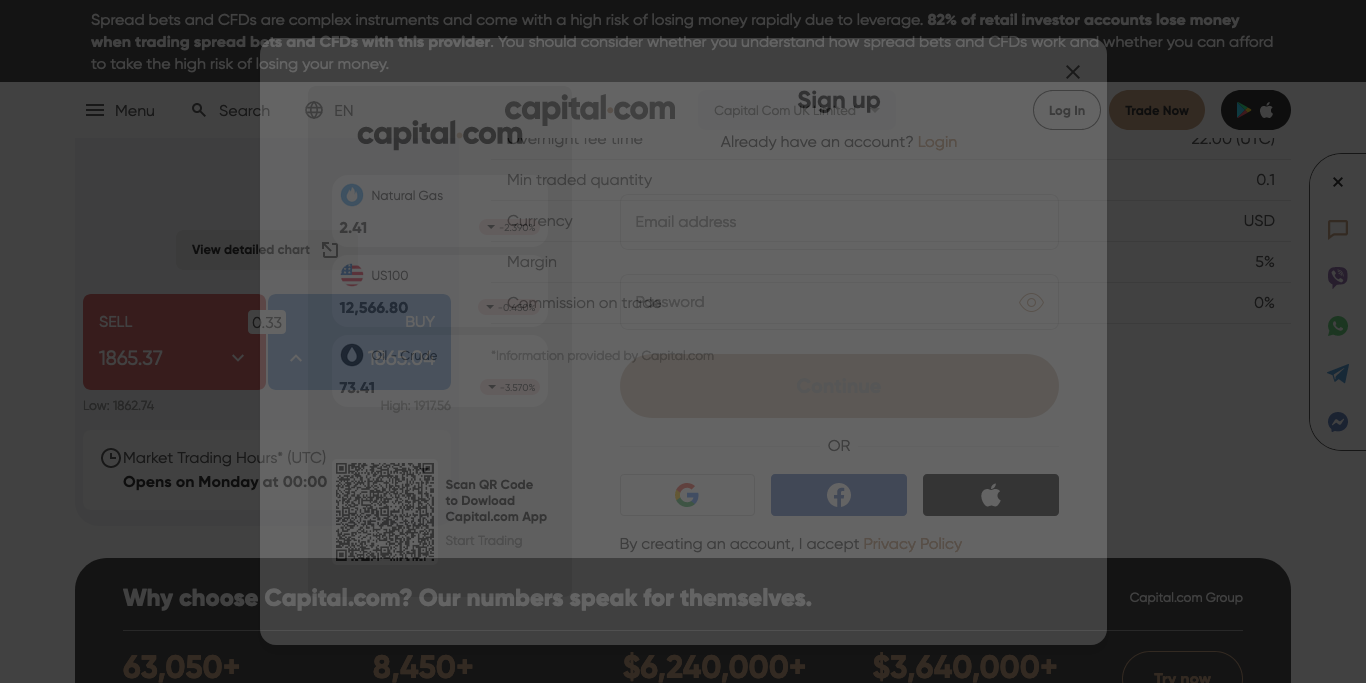 Spread bets and CFDs are complex instruments and come with a high risk of losing money rapidly due to leverage. 82% of retail investor accounts lose money
when trading spread bets and CFDs with this provider. You should consider whether you understand how spread bets and CFDs work and whether you can afford
to take the high risk of losing your money.
Menu
Search
EN
capital.com
Capital Com UK Limited
Log In
Trade Now
Overnight fee time
22:00 (UTC)
Min traded quantity
0.1
Currency
USD
Margin
5%
Commission on trade
0%
*Information provided by Capital.com
View detailed chart
SELL
1865.37
0.33
BUY
Low: 1862.74
High: 1917.56
Market Trading Hours* (UTC)
Opens on Monday at 00:00
capital.com
Natural Gas
2.41
-2.390%
US100
12,566.80
-0.450%
Oil - Crude
73.41
-3.570%
Scan QR Code
to Dowload
Capital.com App
Start Trading
Sign up
Already have an account? Login
Email address
Password
Continue
OR
By creating an account, I accept Privacy Policy
Why choose Capital.com? Our numbers speak for themselves.
Capital.com Group
63,050+
8,450+
$6,240,000+
$3,640,000+
Try now